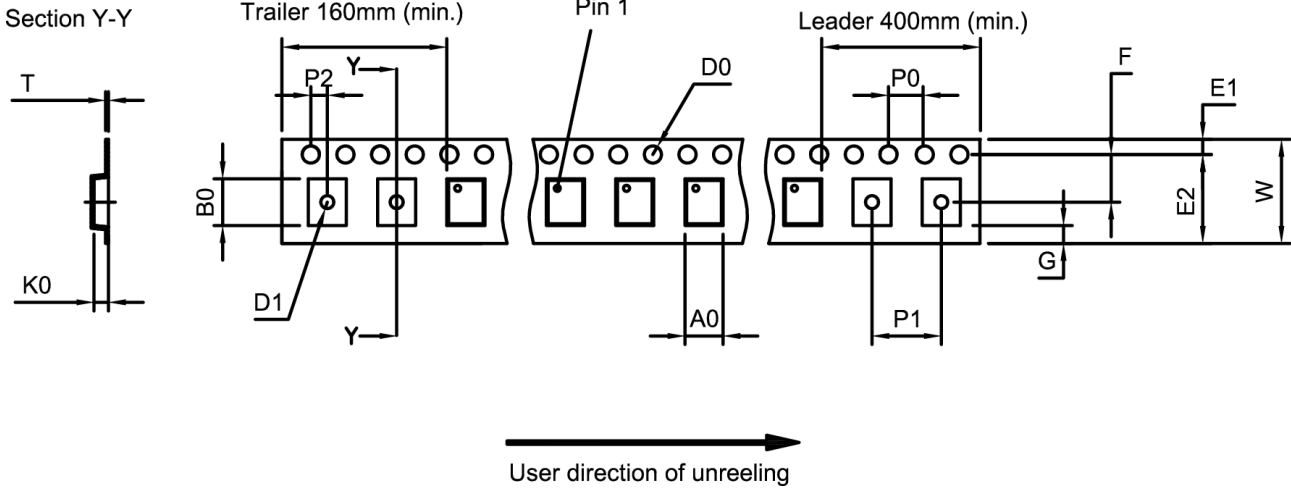 Section Y-Y
Trailer 160mm (min.)
Pin 1
Leader 400mm (min.)
T
P2
Y
D0
P0
F
E1
B0
E2
W
K0
D1
Y
A0
P1
G
User direction of unreeling